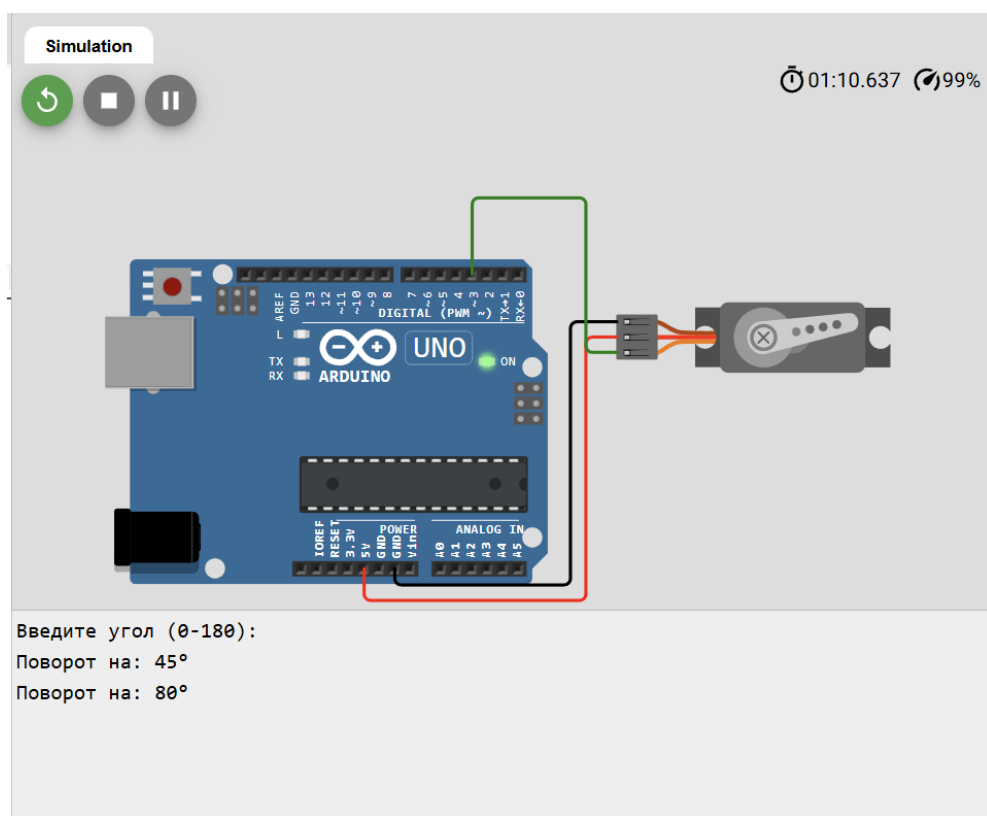 Simulation
01:10.637 99%
AREF
GND
13
12
~11
~10
~9
8
7
~6
~5
4
~3
2
TX→1
RX←0
DIGITAL (PWM ~)
L
TX
RX
UNO
ON
ARDUINO
IOREF
RESET
3.3V
5V
GND
GND
Vin
POWER
ANALOG IN
A0
A1
A2
A3
A4
A5
Введите угол (0-180):
Поворот на: 45°
Поворот на: 80°